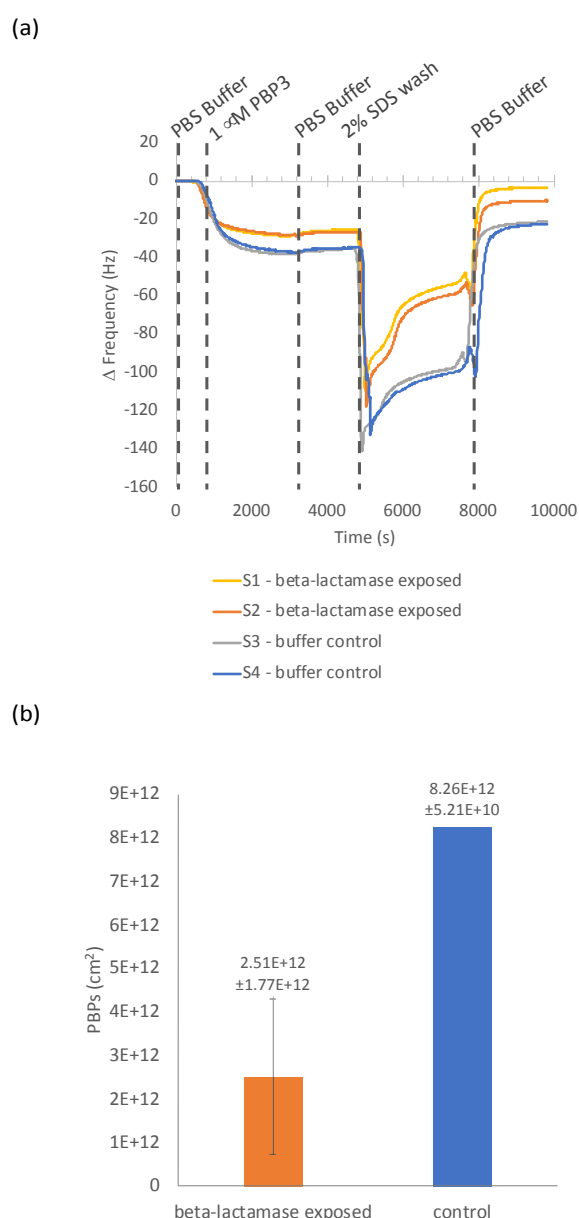 (a)
PBS Buffer
1 ∝M PBP3
PBS Buffer
2% SDS wash
PBS Buffer
20
0
-20
-40
-60
-80
-100
-120
-140
-160
Δ Frequency (Hz)
0 2000 4000 6000 8000 10000
Time (s)
S1 - beta-lactamase exposed
S2 - beta-lactamase exposed
S3 - buffer control
S4 - buffer control
(b)
9E+12
8E+12
7E+12
6E+12
5E+12
4E+12
3E+12
2E+12
1E+12
0
PBPs (cm²)
2.51E+12
±1.77E+12
8.26E+12
±5.21E+10
beta-lactamase exposed control